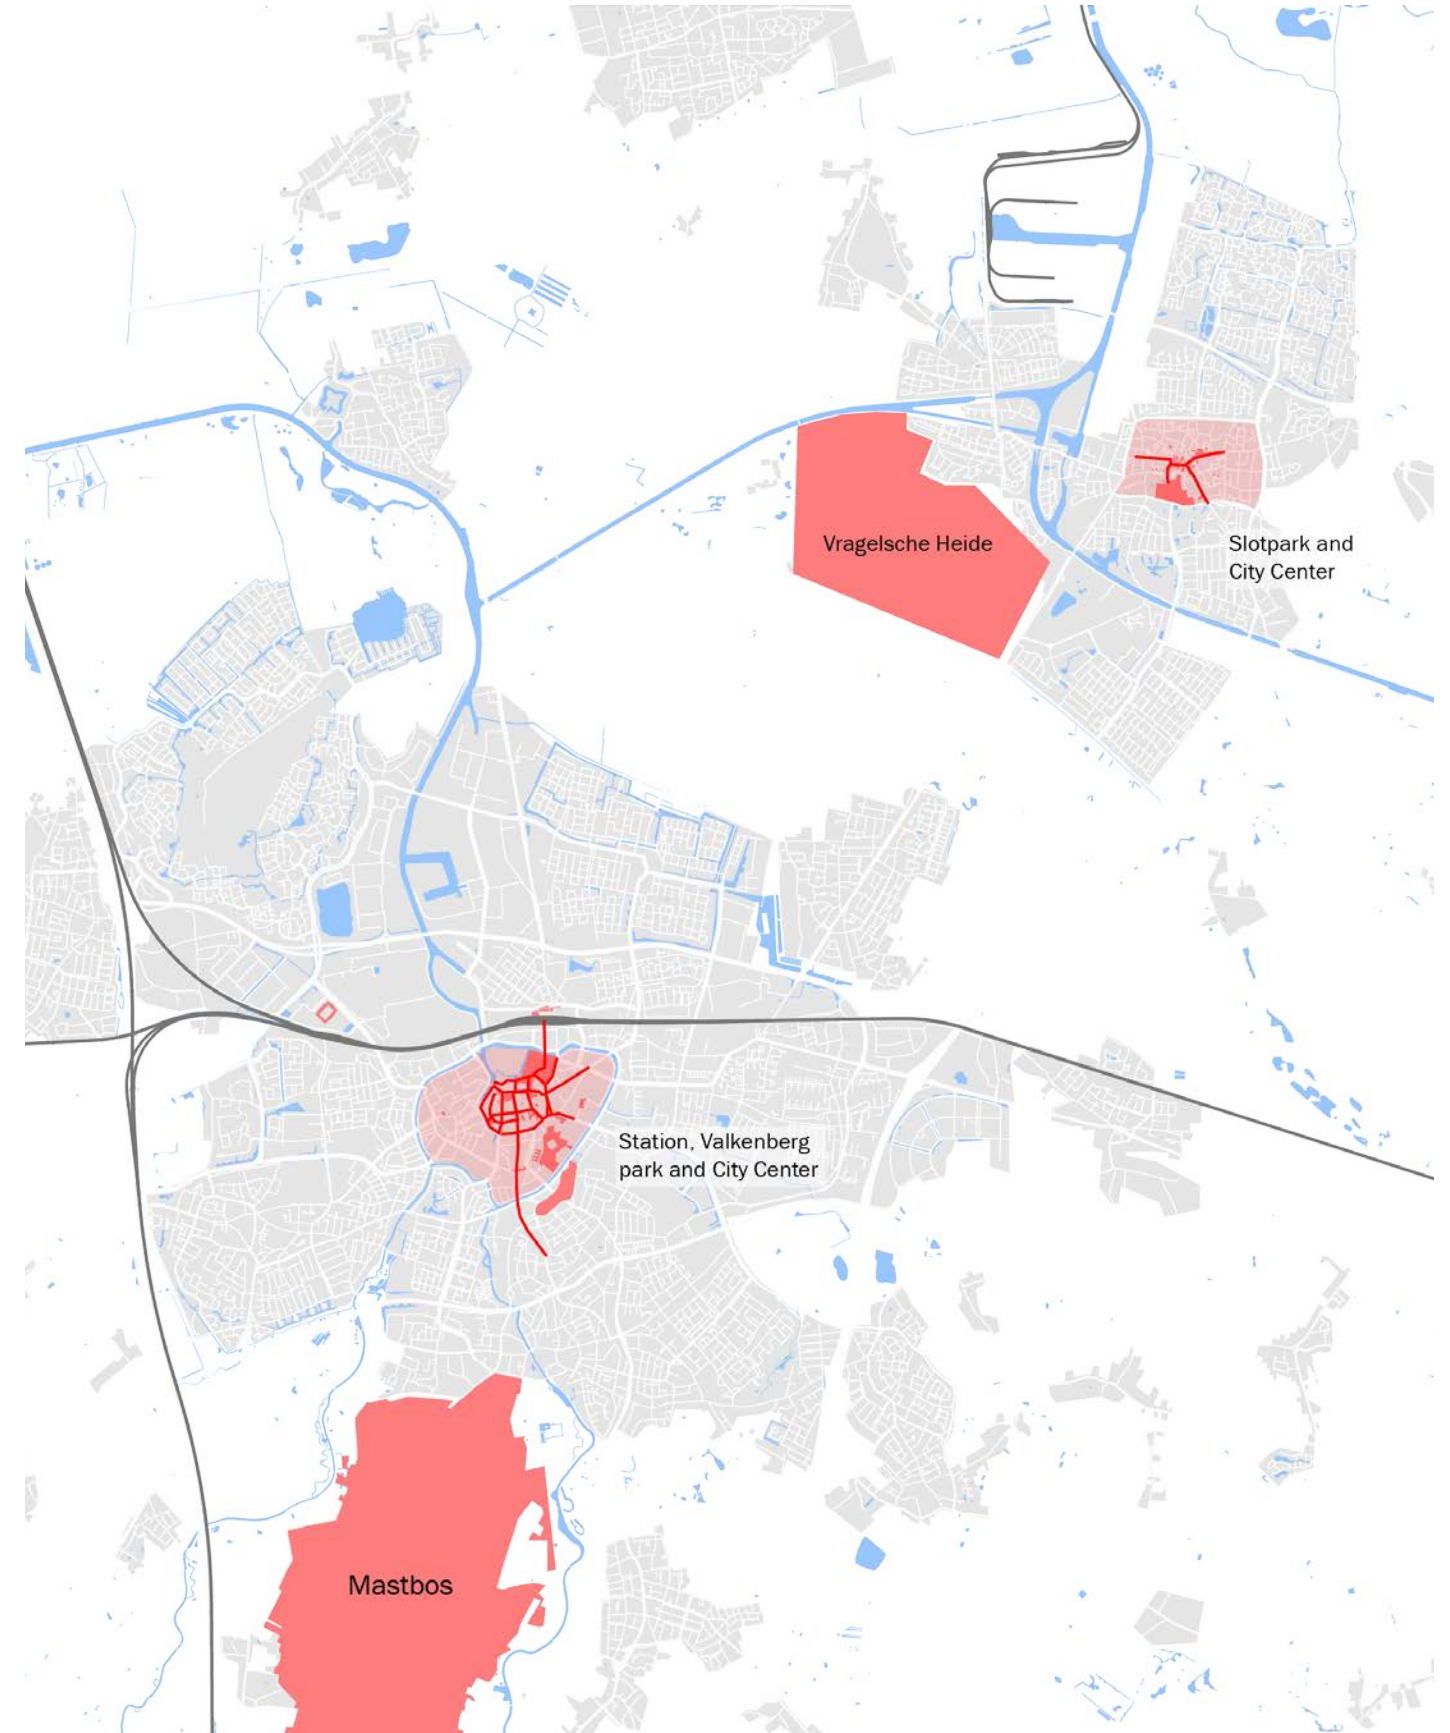 Vragelsche Heide
Slotpark and
City Center
Station, Valkenberg
park and City Center
Mastbos